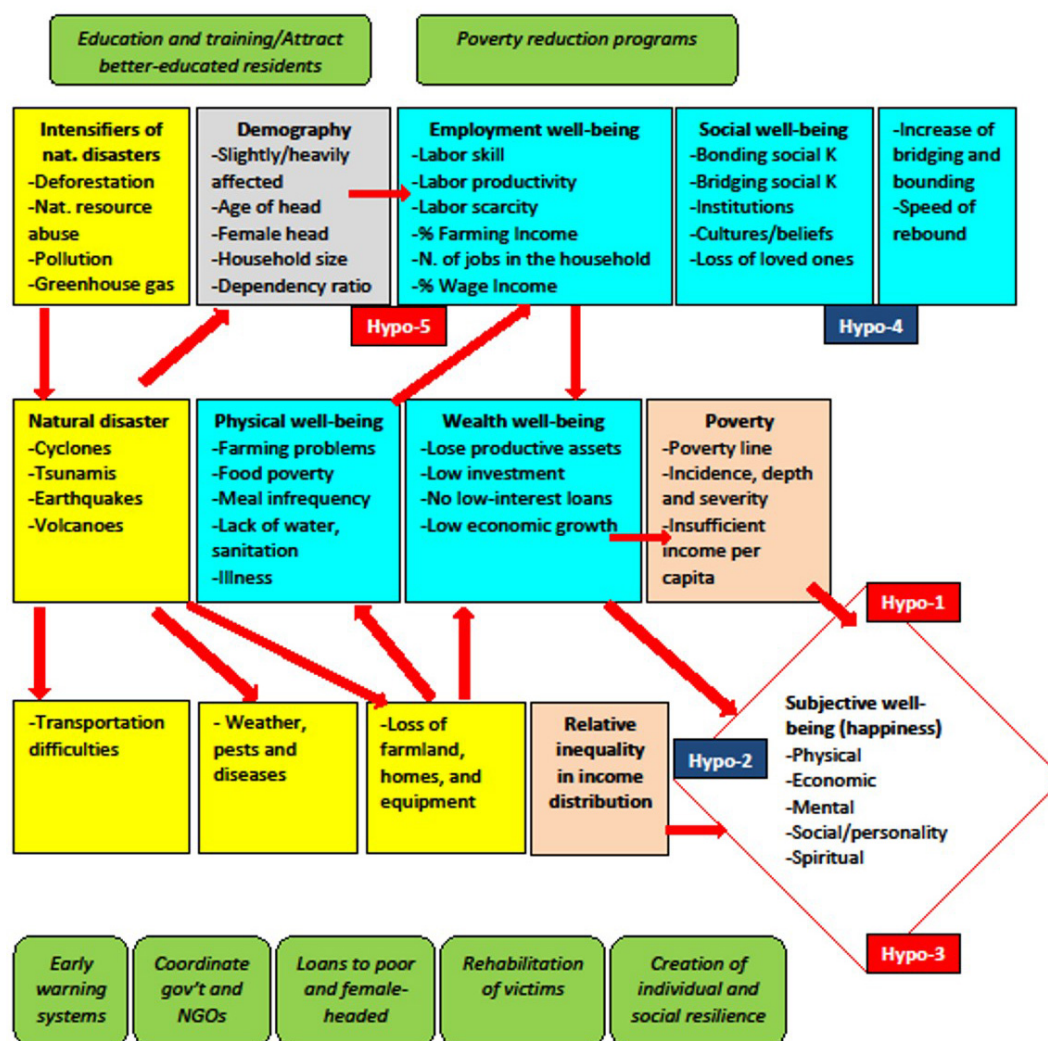 Education and training/Attract
better-educated residents
Poverty reduction programs
Intensifiers of
nat. disasters
-Deforestation
-Nat. resource
abuse
-Pollution
-Greenhouse gas
Demography
-Slightly/heavily
affected
-Age of head
-Female head
-Household size
-Dependency ratio
Employment well-being
-Labor skill
-Labor productivity
-Labor scarcity
-% Farming Income
-N. of jobs in the household
-% Wage Income
Social well-being
-Bonding social K
-Bridging social K
-Institutions
-Cultures/beliefs
-Loss of loved ones
-Increase of
bridging and
bounding
-Speed of
rebound
Hypo-5
Hypo-4
Natural disaster
-Cyclones
-Tsunamis
-Earthquakes
-Volcanoes
Physical well-being
-Farming problems
-Food poverty
-Meal infrequency
-Lack of water,
sanitation
-Illness
Wealth well-being
-Lose productive assets
-Low investment
-No low-interest loans
-Low economic growth
Poverty
-Poverty line
-Incidence, depth
and severity
-Insufficient
income per
capita
Hypo-1
-Transportation
difficulties
- Weather,
pests and
diseases
-Loss of
farmland,
homes, and
equipment
Relative
inequality
in income
distribution
Hypo-2
Subjective well-
being (happiness)
-Physical
-Economic
-Mental
-Social/personality
-Spiritual
Hypo-3
Early
warning
systems
Coordinate
gov't and
NGOs
Loans to poor
and female-
headed
Rehabilitation
of victims
Creation of
individual and
social resilience